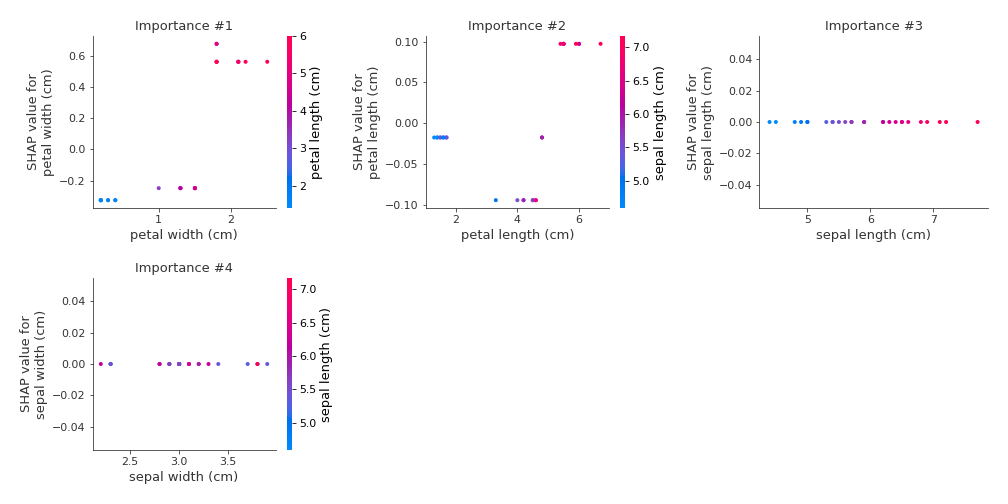 Importance #1
SHAP value for
petal width (cm)
0.6
0.4
0.2
0.0
−0.2
1
2
petal width (cm)
6
5
4
3
2
petal length (cm)
Importance #2
SHAP value for
petal length (cm)
0.10
0.05
0.00
−0.05
−0.10
2
4
6
petal length (cm)
7.0
6.5
6.0
5.5
5.0
sepal length (cm)
Importance #3
SHAP value for
sepal length (cm)
0.04
0.02
0.00
−0.02
−0.04
5
6
7
sepal length (cm)
Importance #4
SHAP value for
sepal width (cm)
0.04
0.02
0.00
−0.02
−0.04
2.5
3.0
3.5
sepal width (cm)
7.0
6.5
6.0
5.5
5.0
sepal length (cm)